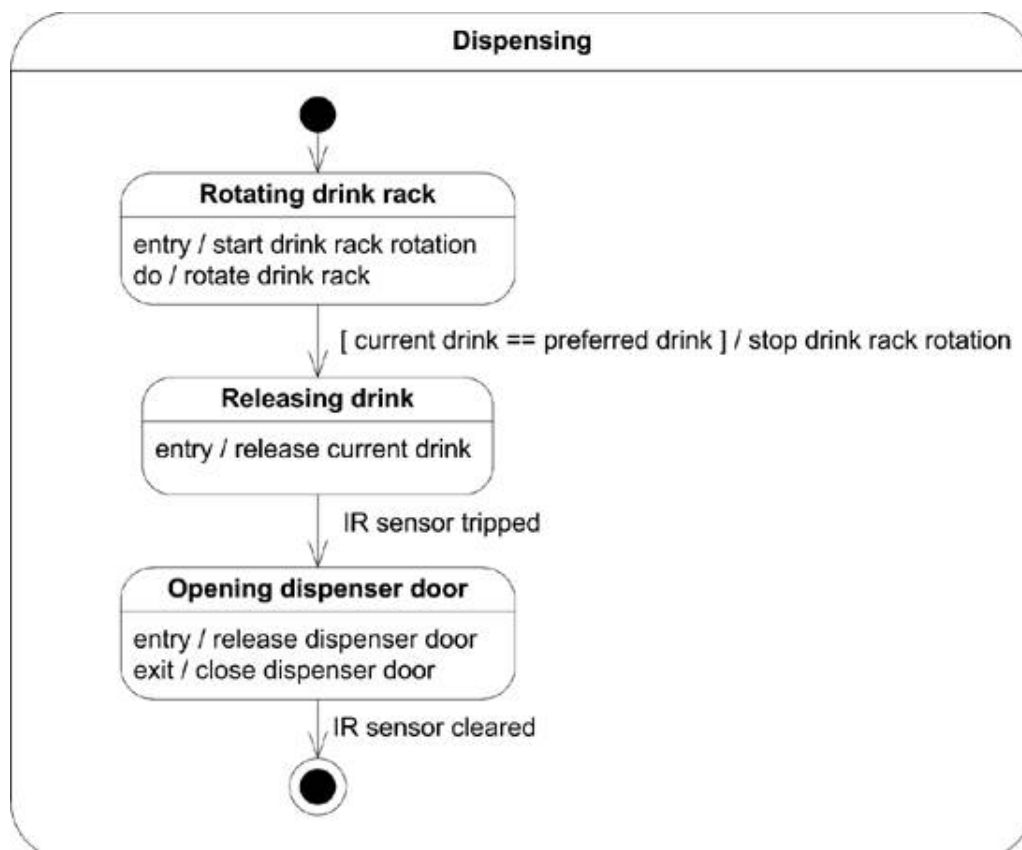 Dispensing
Rotating drink rack
entry / start drink rack rotation
do / rotate drink rack
[ current drink == preferred drink ] / stop drink rack rotation
Releasing drink
entry / release current drink
IR sensor tripped
Opening dispenser door
entry / release dispenser door
exit / close dispenser door
IR sensor cleared